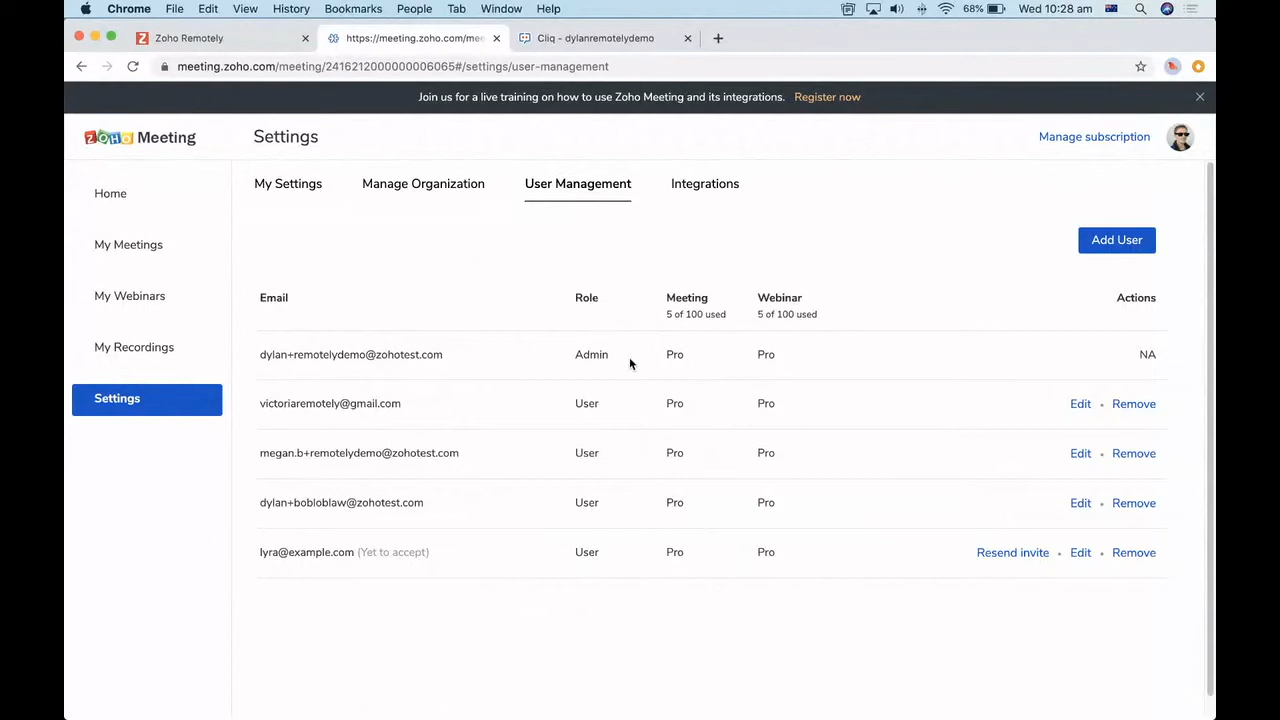 Chrome File Edit View History Bookmarks People Tab Window Help 68% Wed 10:28 am
Zoho Remotely https://meeting.zoho.com/mee Cliq - dylanremotelydemo
meeting.zoho.com/meeting/2416212000000006065#/settings/user-management
Join us for a live training on how to use Zoho Meeting and its integrations. Register now
ZOHO Meeting Settings Manage subscription
Home
My Meetings
My Webinars
My Recordings
Settings
My Settings Manage Organization User Management Integrations
Add User
Email Role Meeting Webinar Actions
5 of 100 used 5 of 100 used
dylan+remotelydemo@zohotest.com Admin Pro Pro NA
victoriaremotely@gmail.com User Pro Pro Edit • Remove
megan.b+remotelydemo@zohotest.com User Pro Pro Edit • Remove
dylan+bobloblaw@zohotest.com User Pro Pro Edit • Remove
lyra@example.com (Yet to accept) User Pro Pro Resend invite • Edit • Remove